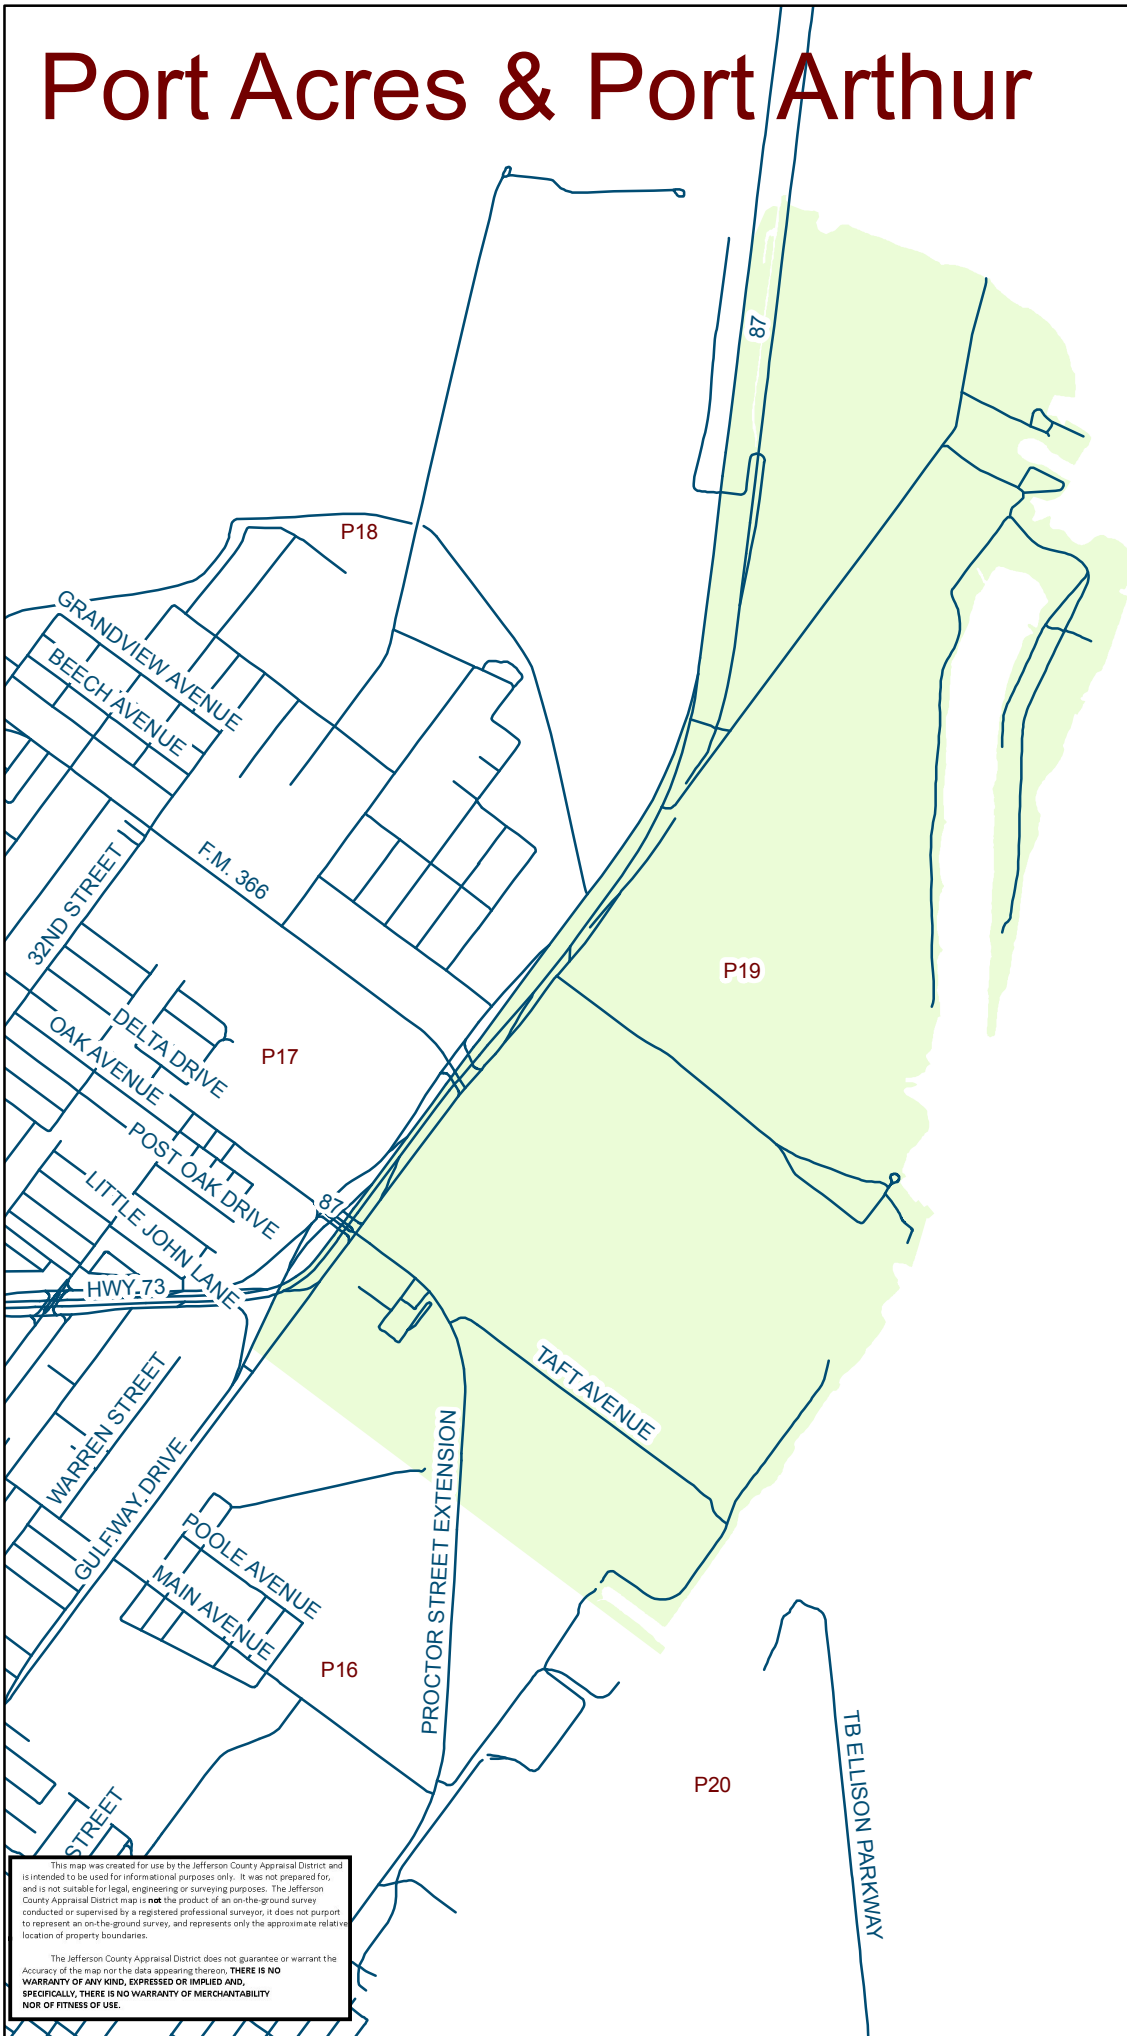 Port Acres & Port Arthur
87
P18
GRANDVIEW AVENUE
BEECH AVENUE
F.M. 366
32ND STREET
P19
DELTA DRIVE
OAK AVENUE
P17
POST OAK DRIVE
LITTLE JOHN LANE
87
HWY 73
TAFT AVENUE
WARREN STREET
GULFWAY DRIVE
PROCTOR STREET EXTENSION
POOLE AVENUE
MAIN AVENUE
P16
TB ELLISON PARKWAY
P20
STREET
This map was created for use by the Jefferson County Appraisal District and
is intended to be used for informational purposes only. It was not prepared for,
and is not suitable for legal, engineering or surveying purposes. The Jefferson
County Appraisal District map is not the product of an on-the-ground survey
conducted or supervised by a registered professional surveyor, it does not purport
to represent an on-the-ground survey, and represents only the approximate relative
location of property boundaries.
The Jefferson County Appraisal District does not guarantee or warrant the
Accuracy of the map nor the data appearing thereon, THERE IS NO
WARRANTY OF ANY KIND, EXPRESSED OR IMPLIED AND,
SPECIFICALLY, THERE IS NO WARRANTY OF MERCHANTABILITY
NOR OF FITNESS OF USE.